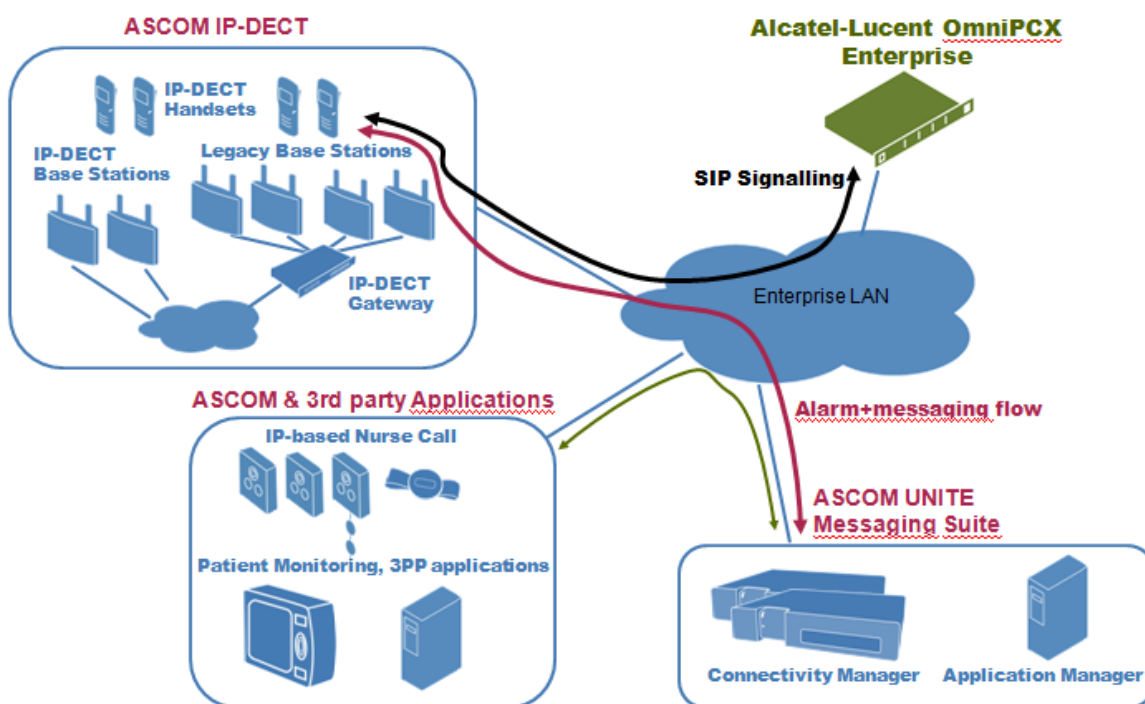 ASCOM IP-DECT
Alcatel-Lucent OmniPCX
Enterprise
IP-DECT
Handsets
IP-DECT
Base Stations
Legacy Base Stations
SIP Signalling
IP-DECT
Gateway
Enterprise LAN
ASCOM & 3rd party Applications
Alarm+messaging flow
IP-based Nurse Call
ASCOM UNITE
Messaging Suite
Patient Monitoring, 3PP applications
Connectivity Manager
Application Manager